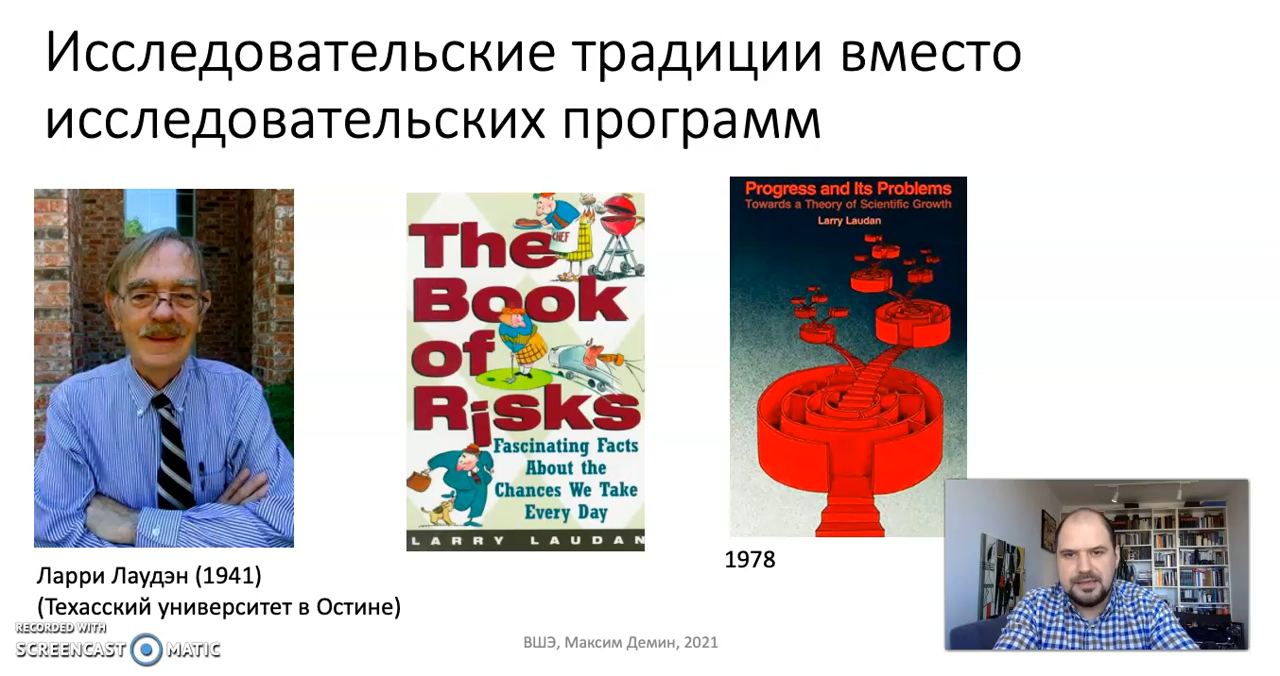 Исследовательские традиции вместо
исследовательских программ
CHEF
The
Book
of
Risks
Fascinating Facts
About the
Chances We Take
Every Day
LARRY LAUDAN
Progress and Its Problems
Towards a Theory of Scientific Growth
Larry Laudan
1978
Ларри Лаудэн (1941)
(Техасский университет в Остине)
RECORDED WITH
SCREENCAST MATIC
ВШЭ, Максим Демин, 2021